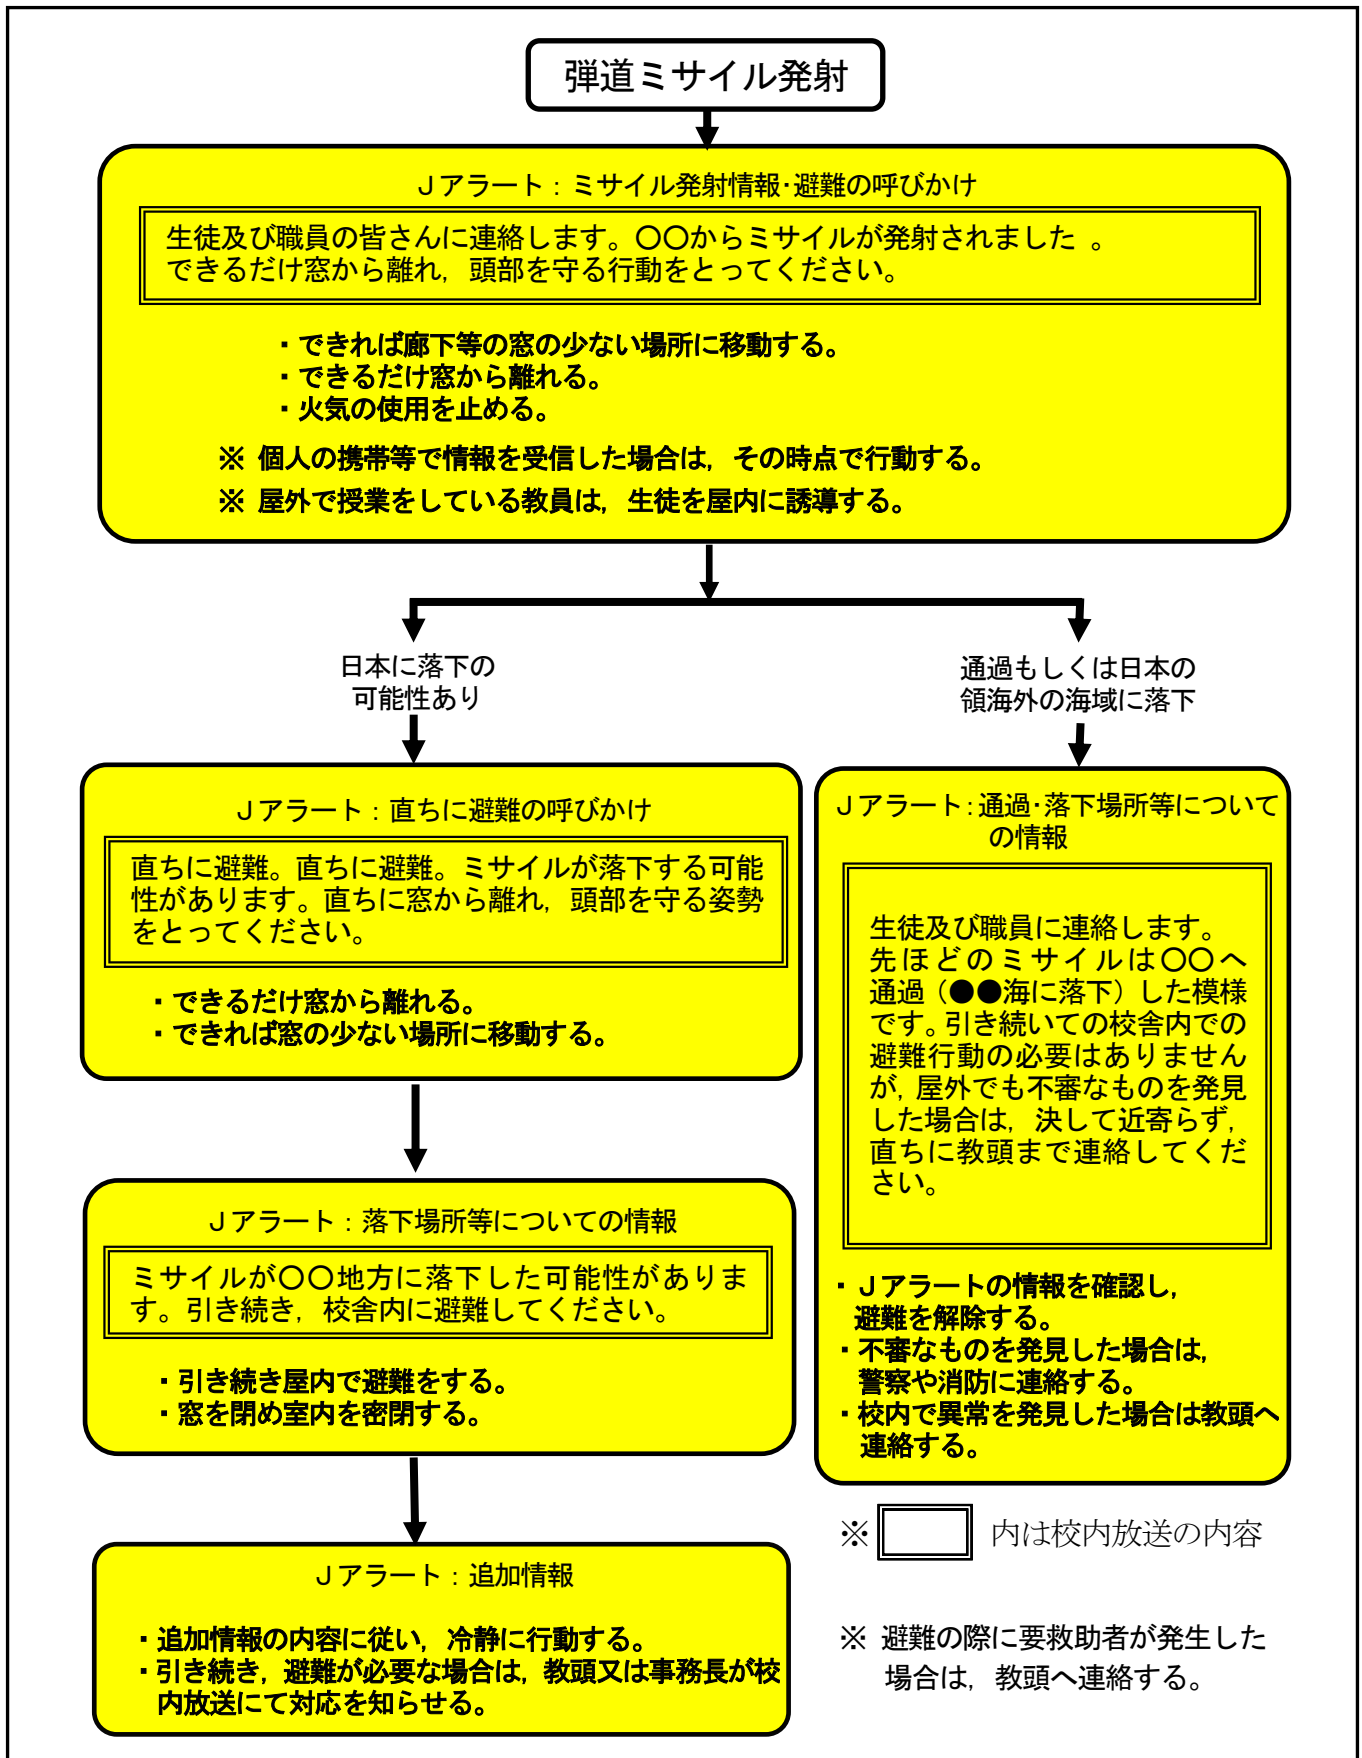 弾道ミサイル発射
Jアラート：ミサイル発射情報・避難の呼びかけ
生徒及び職員の皆さんに連絡します。〇〇からミサイルが発射されました 。
できるだけ窓から離れ，頭部を守る行動をとってください。
・できれば廊下等の窓の少ない場所に移動する。
・できるだけ窓から離れる。
・火気の使用を止める。
※ 個人の携帯等で情報を受信した場合は，その時点で行動する。
※ 屋外で授業をしている教員は，生徒を屋内に誘導する。
日本に落下の
可能性あり
Jアラート：直ちに避難の呼びかけ
直ちに避難。直ちに避難。ミサイルが落下する可能
性があります。直ちに窓から離れ，頭部を守る姿勢
をとってください。
・できるだけ窓から離れる。
・できれば窓の少ない場所に移動する。
Jアラート：落下場所等についての情報
ミサイルが〇〇地方に落下した可能性がありま
す。引き続き，校舎内に避難してください。
・引き続き屋内で避難をする。
・窓を閉め室内を密閉する。
Jアラート：追加情報
・追加情報の内容に従い，冷静に行動する。
・引き続き，避難が必要な場合は，教頭又は事務長が校
内放送にて対応を知らせる。
通過もしくは日本の
領海外の海域に落下
Jアラート：通過・落下場所等について
の情報
生徒及び職員に連絡します。
先ほどのミサイルは〇〇へ
通過（●●海に落下）した模様
です。引き続いての校舎内での
避難行動の必要はありません
が，屋外でも不審なものを発見
した場合は，決して近寄らず，
直ちに教頭まで連絡してくだ
さい。
・Jアラートの情報を確認し，
避難を解除する。
・不審なものを発見した場合は，
警察や消防に連絡する。
・校内で異常を発見した場合は教頭へ
連絡する。
※ 内は校内放送の内容
※ 避難の際に要救助者が発生した
場合は，教頭へ連絡する。